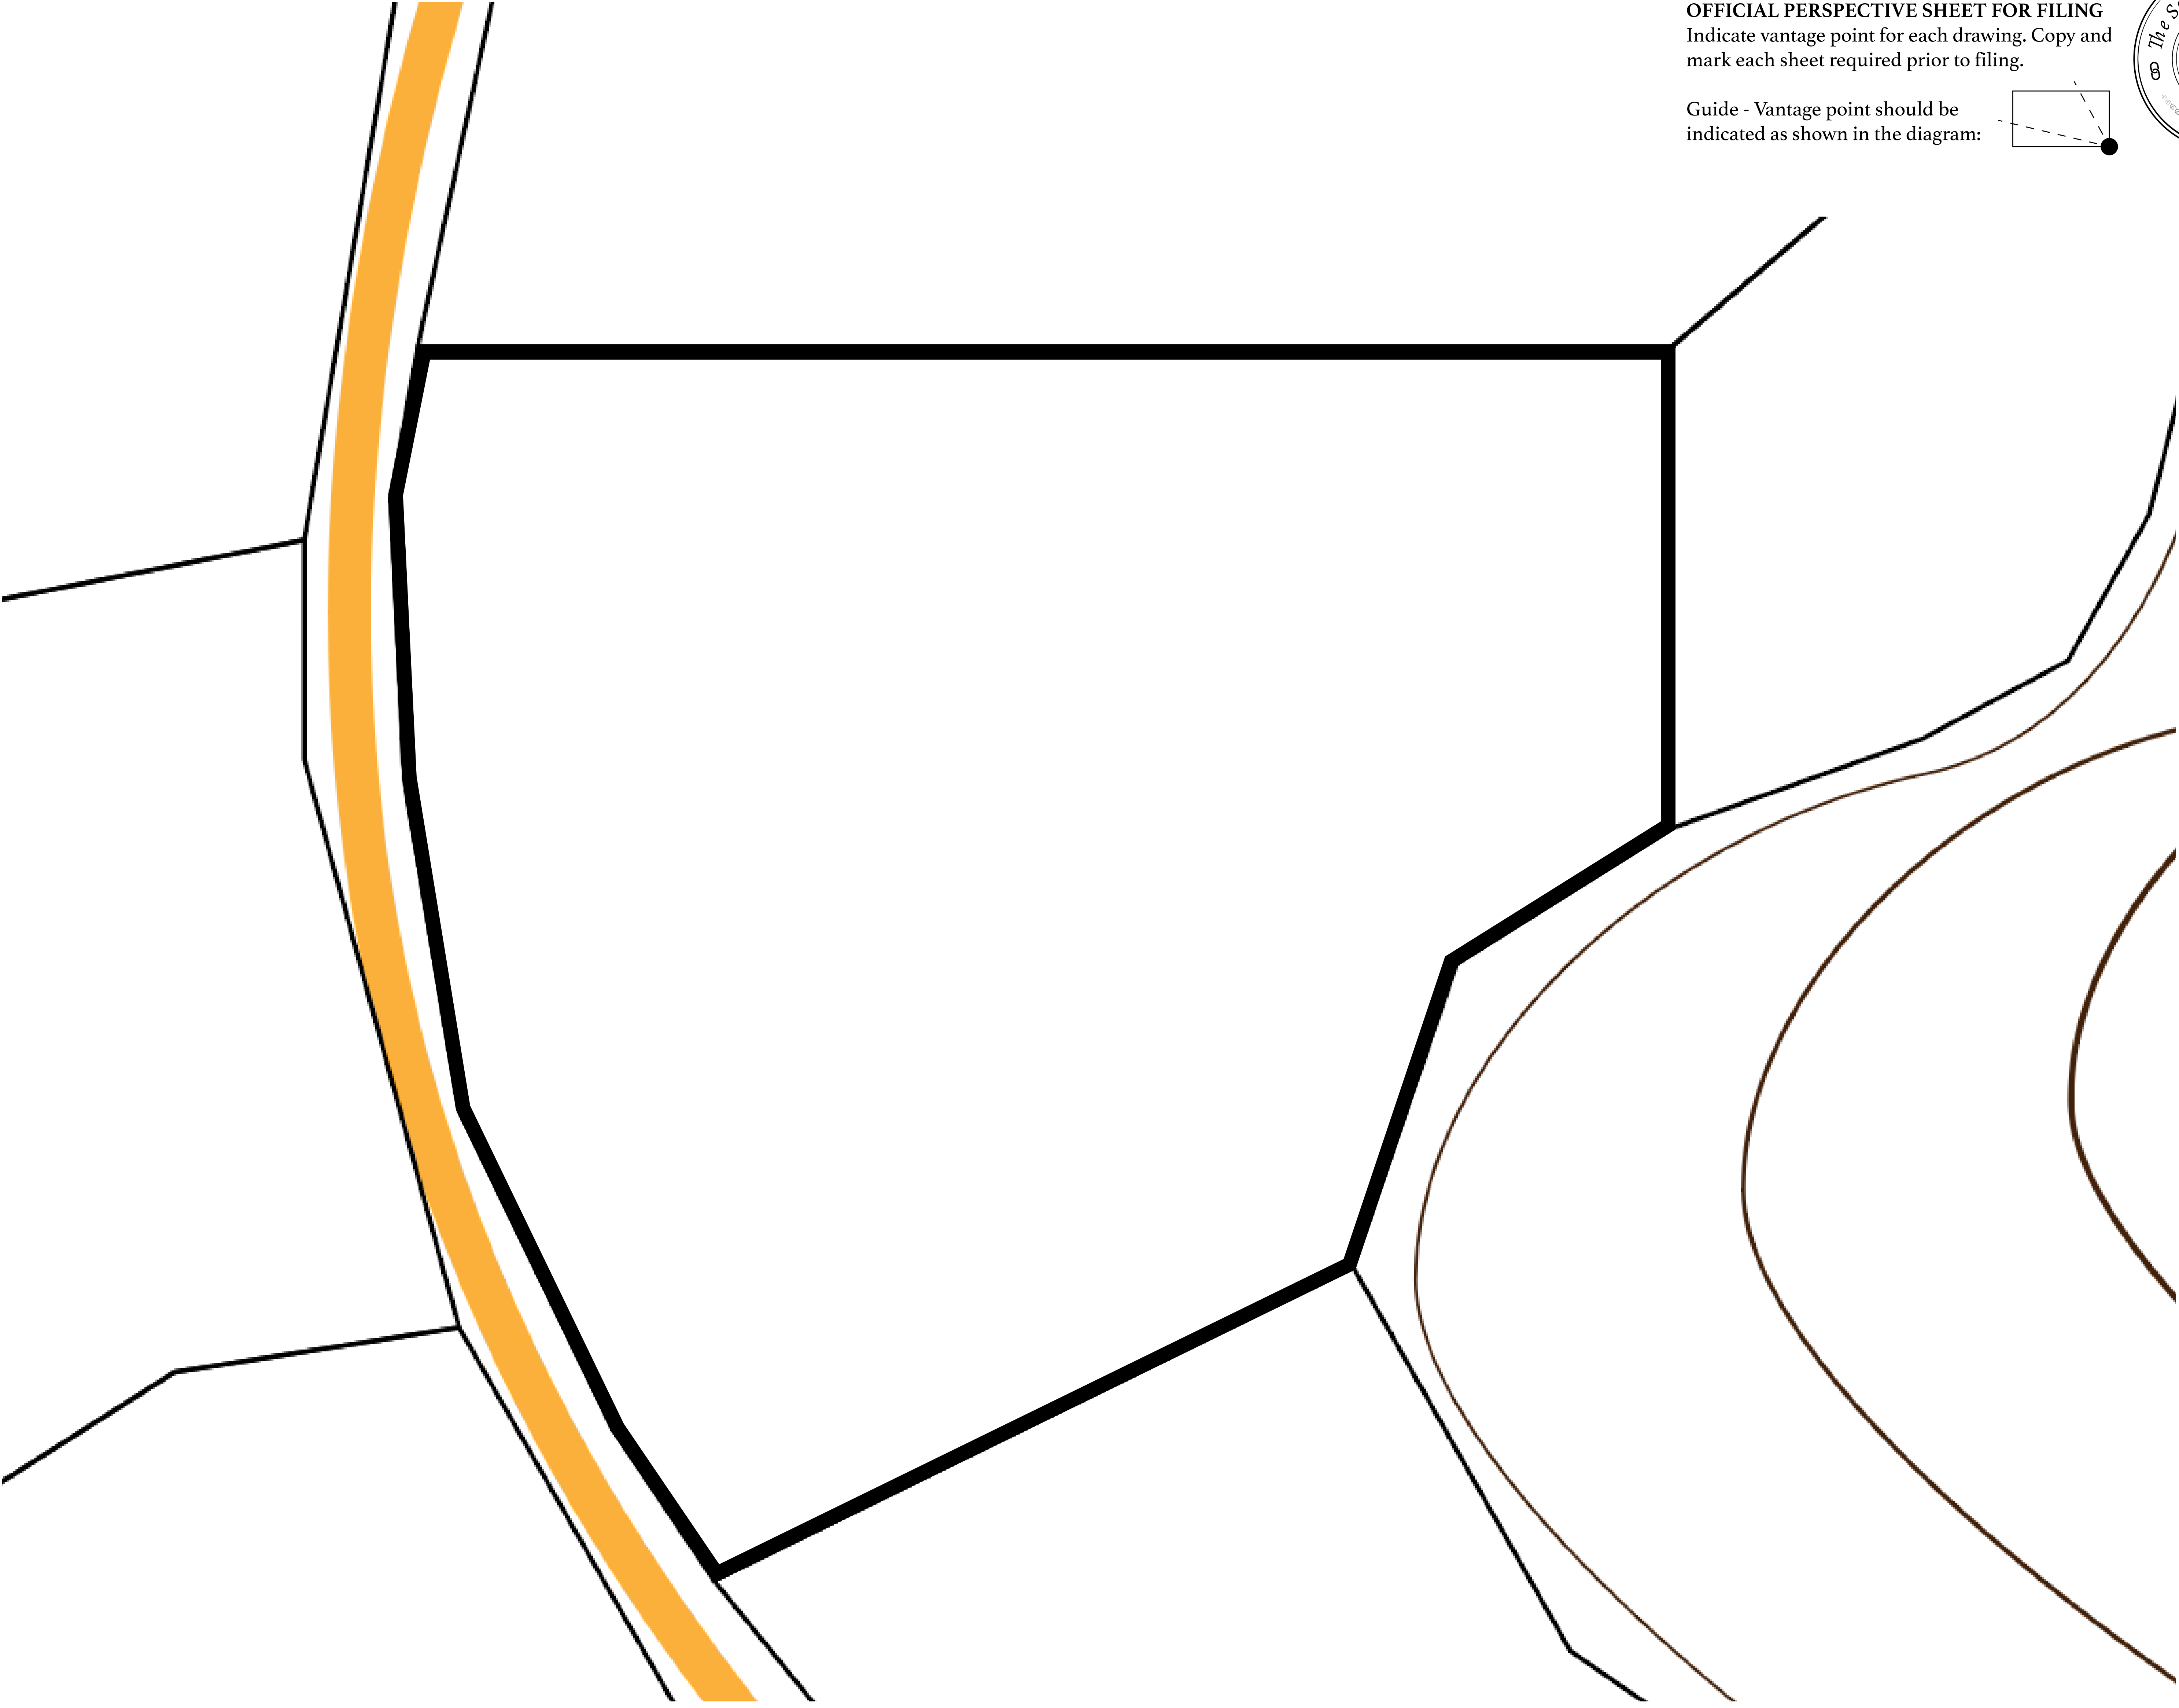 OFFICIAL PERSPECTIVE SHEET FOR FILING
Indicate vantage point for each drawing. Copy and
mark each sheet required prior to filing.
Guide - Vantage point should be
indicated as shown in the diagram:
The